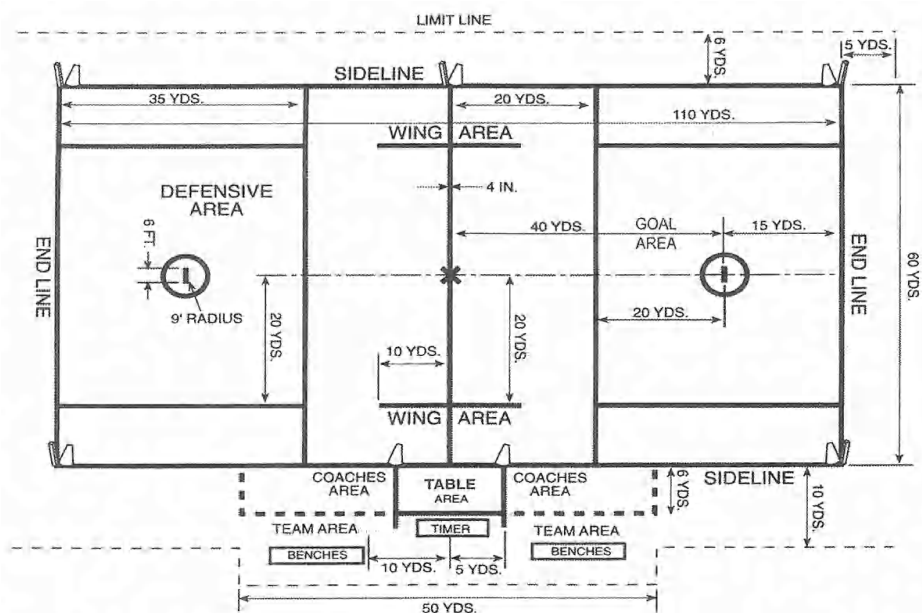 LIMIT LINE
6 YDS.
5 YDS.
SIDELINE
35 YDS.
20 YDS.
110 YDS.
WING AREA
4 IN.
DEFENSIVE
AREA
6 FT.
40 YDS.
GOAL
AREA
15 YDS.
END LINE
END LINE
60 YDS.
9' RADIUS
20 YDS.
20 YDS.
20 YDS.
10 YDS.
WING AREA
COACHES
AREA
TABLE
AREA
COACHES
AREA
6 YDS.
SIDELINE
10 YDS.
TEAM AREA
TIMER
TEAM AREA
BENCHES
10 YDS.
5 YDS.
BENCHES
50 YDS.